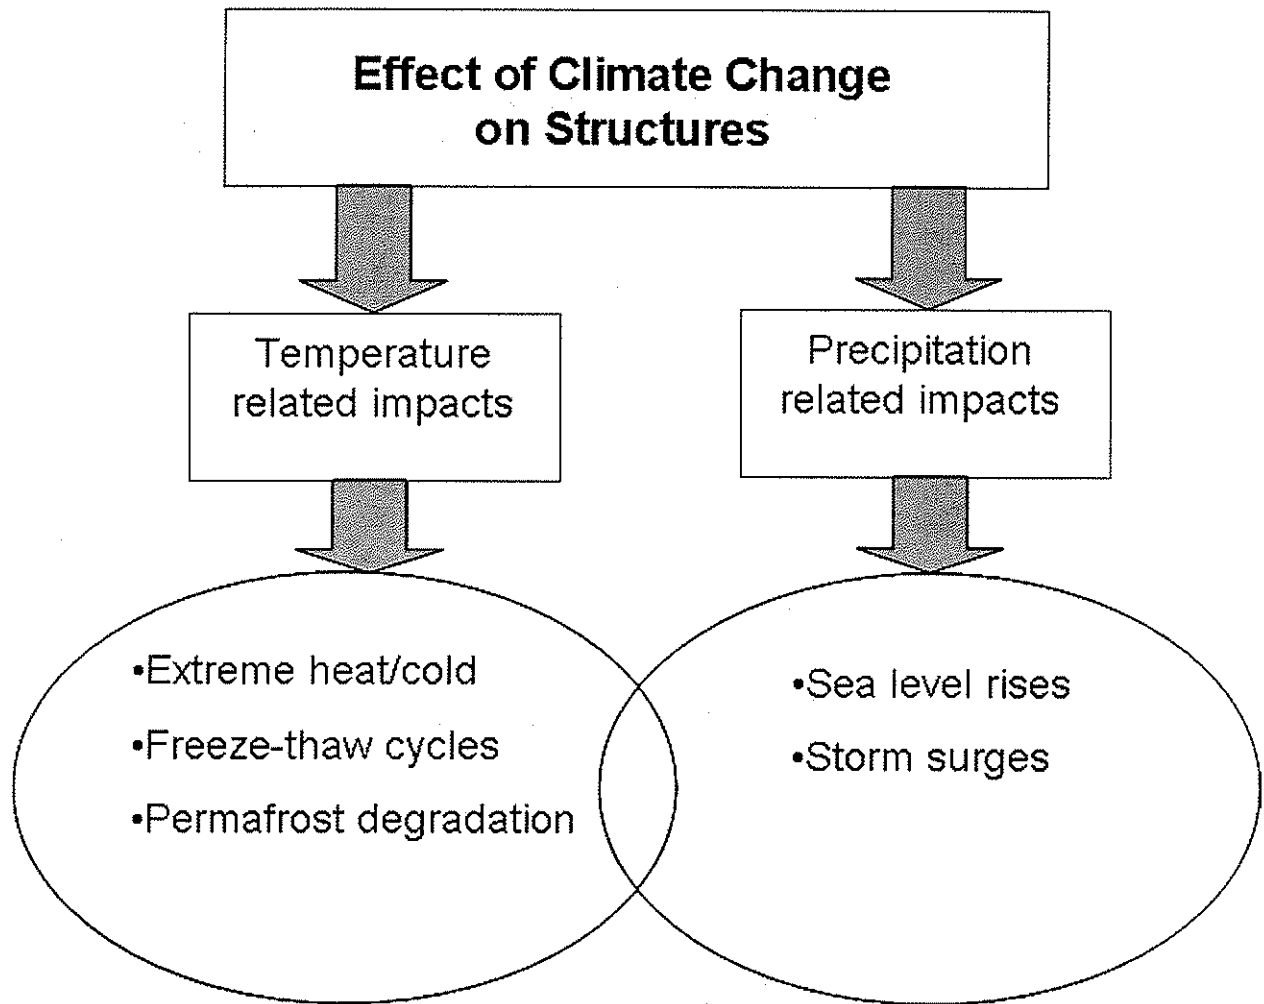 Effect of Climate Change
on Structures
Temperature
related impacts
Precipitation
related impacts
•Extreme heat/cold
•Freeze-thaw cycles
•Permafrost degradation
•Sea level rises
•Storm surges